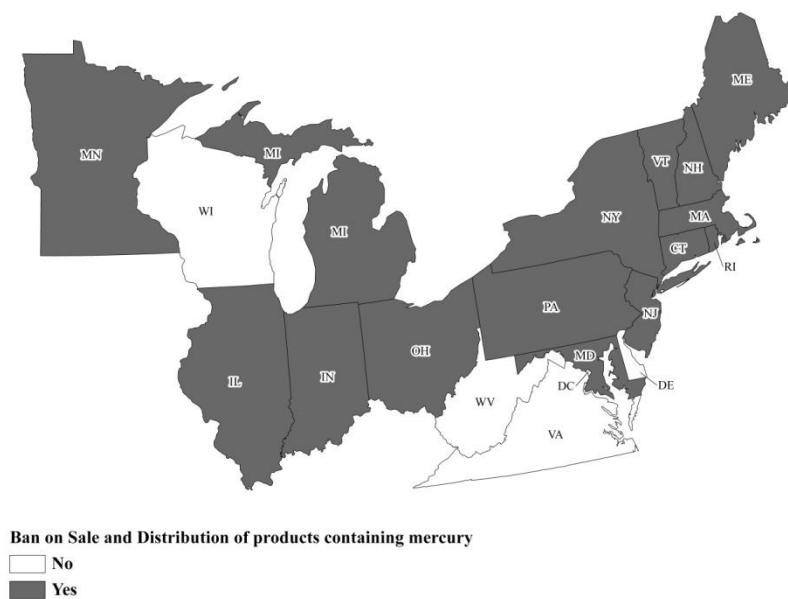 ME
MN
MI
VT
NH
WI
NY
MA
MI
CT
RI
PA
NJ
OH
MD
IL
IN
DC
DE
WV
VA
Ban on Sale and Distribution of products containing mercury
No
Yes